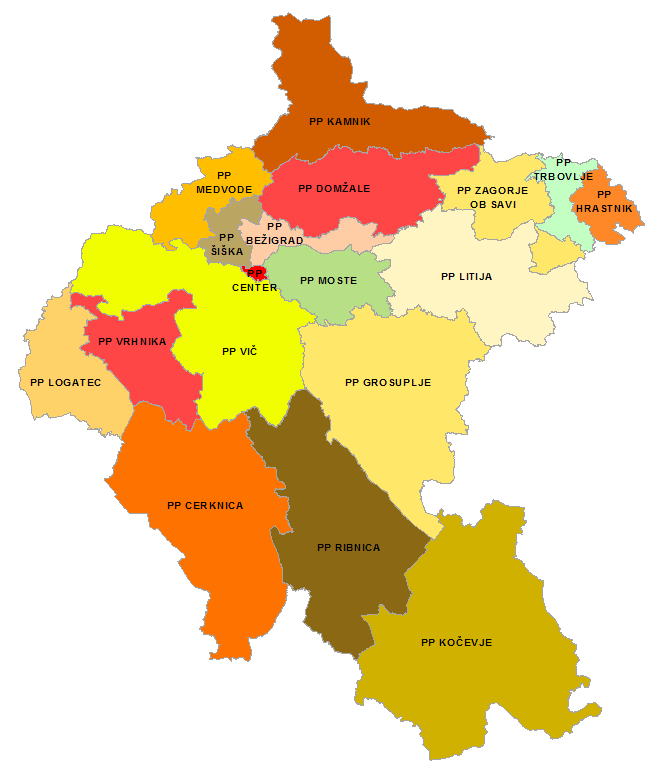 PP KAMNIK
PP
TRBOVLJE
PP
MEDVODE
PP DOMŽALE
PP ZAGORJE
OB SAVI
PP
HRASTNIK
PP
BEŽIGRAD
PP
ŠIŠKA
PP
CENTER
PP MOSTE
PP LITIJA
PP VRHNIKA
PP VIČ
PP LOGATEC
PP GROSUPLJE
PP CERKNICA
PP RIBNICA
PP KOČEVJE